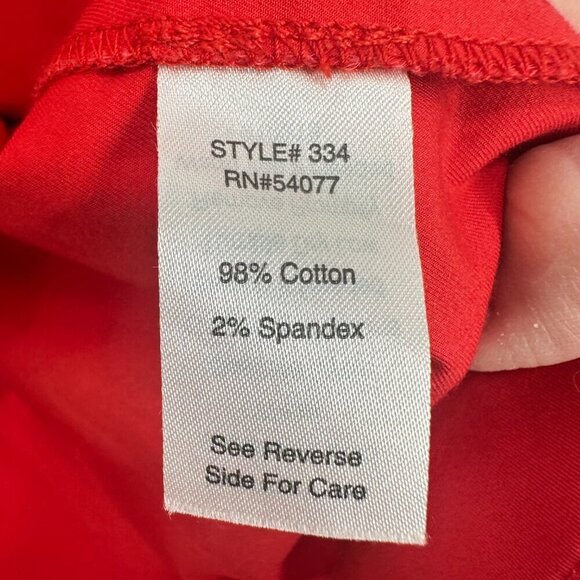 STYLE# 334
RN#54077
98% Cotton
2% Spandex
See Reverse
Side For Care